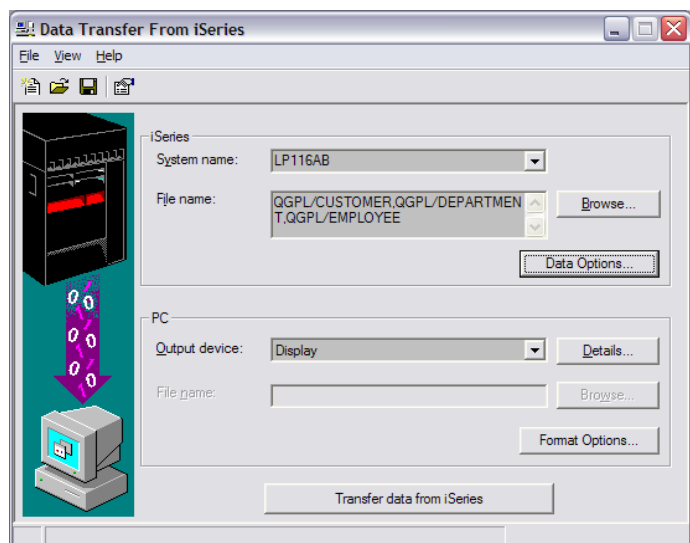 Data Transfer From iSeries
File View Help
iSeries
System name: LP116AB
File name: QGPL/CUSTOMER,QGPL/DEPARTMEN
T,QGPL/EMPLOYEE
Browse...
Data Options...
PC
Output device: Display
Details...
File name:
Browse...
Format Options...
Transfer data from iSeries